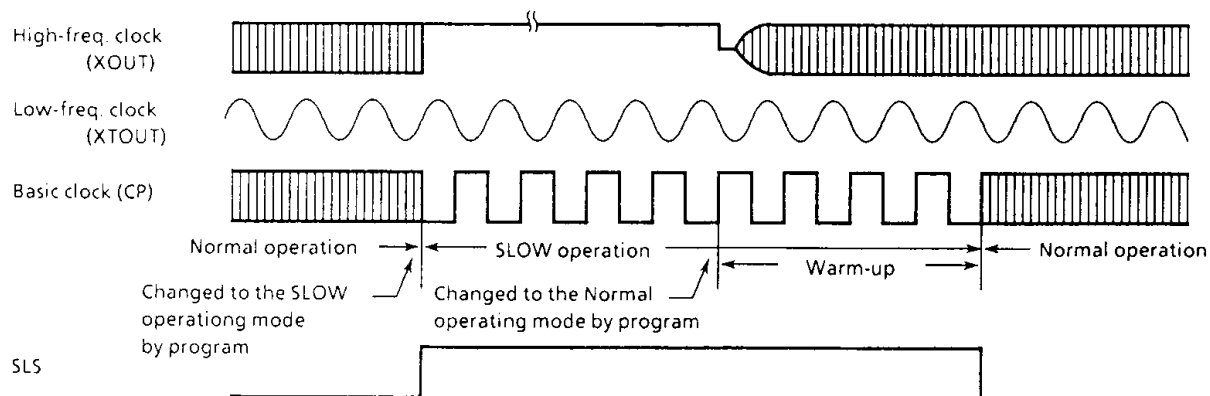 High-freq. clock
(XOUT)
Low-freq. clock
(XTOUT)
Basic clock (CP)
Normal operation
SLOW operation
Normal operation
Warm-up
Changed to the SLOW
operationg mode
by program
Changed to the Normal
operating mode by program
SLS